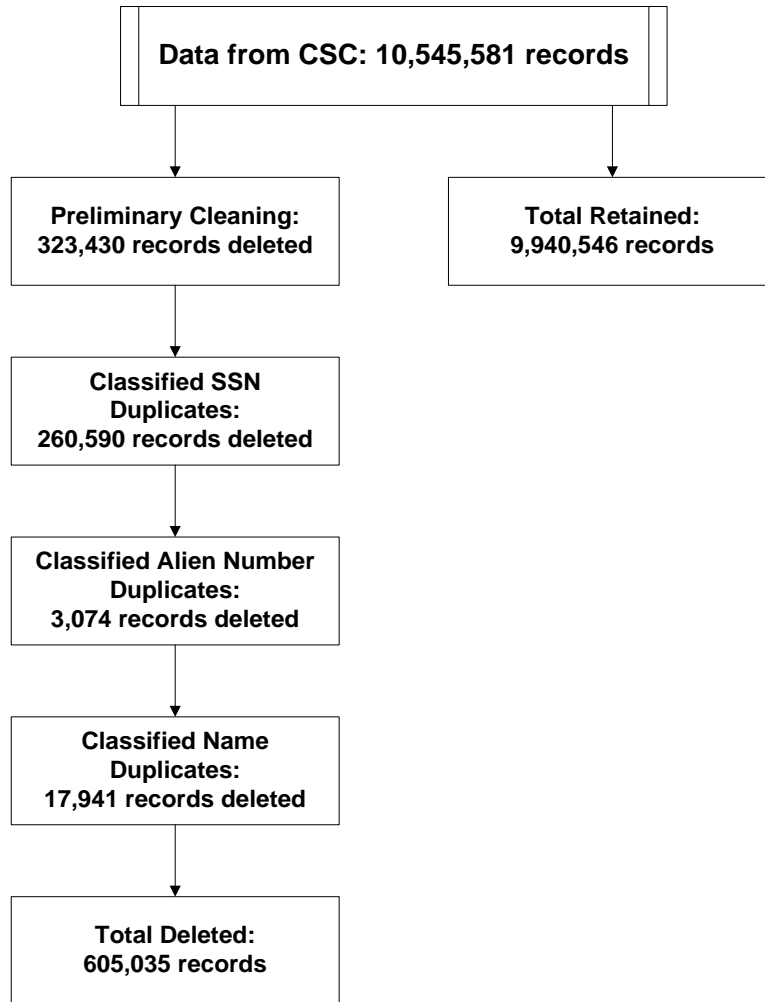 Data from CSC: 10,545,581 records
Preliminary Cleaning:
323,430 records deleted
Total Retained:
9,940,546 records
Classified SSN
Duplicates:
260,590 records deleted
Classified Alien Number
Duplicates:
3,074 records deleted
Classified Name
Duplicates:
17,941 records deleted
Total Deleted:
605,035 records